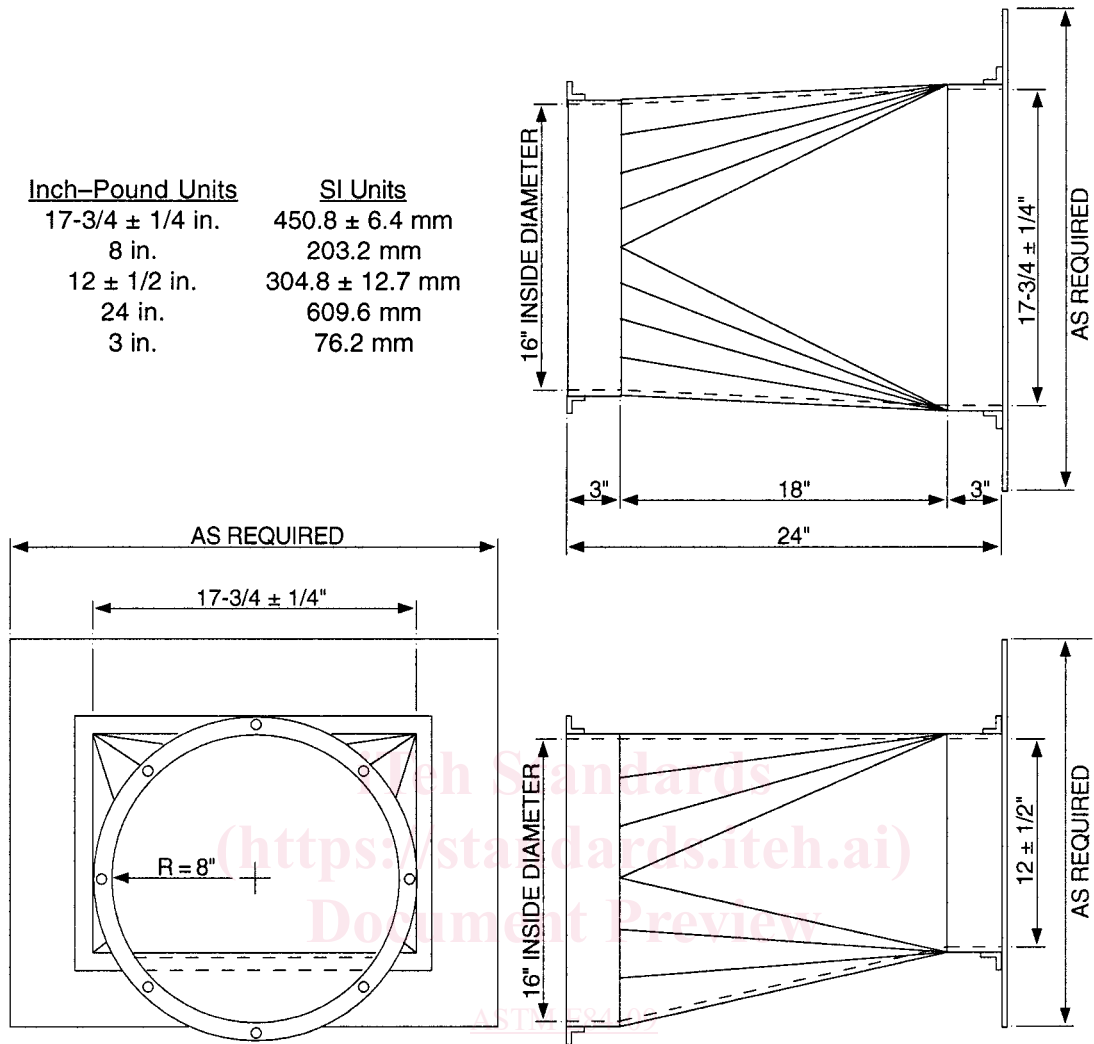 Inch–Pound Units SI Units
17-3/4 ± 1/4 in. 450.8 ± 6.4 mm
8 in. 203.2 mm
12 ± 1/2 in. 304.8 ± 12.7 mm
24 in. 609.6 mm
3 in. 76.2 mm
16" INSIDE DIAMETER
17-3/4 ± 1/4"
AS REQUIRED
3"
18"
3"
24"
AS REQUIRED
17-3/4 ± 1/4"
R = 8"
16" INSIDE DIAMETER
12 ± 1/2"
AS REQUIRED
iTeh Standards
(https://standards.iteh.ai)
Document Preview